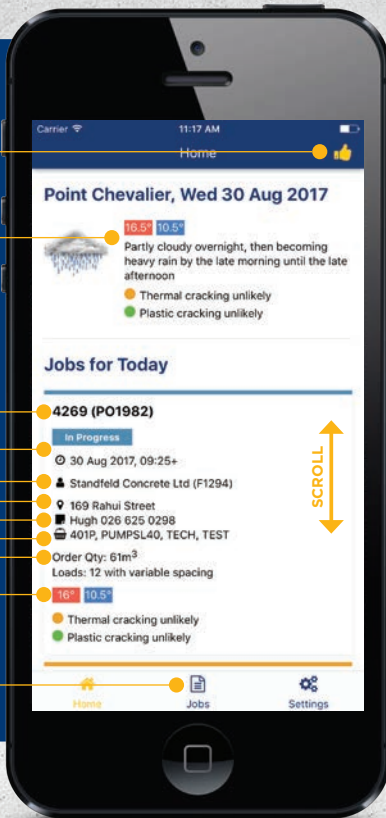 Carrier 11:17 AM
Home
Point Chevalier, Wed 30 Aug 2017
16.5° 10.5°
Partly cloudy overnight, then becoming
heavy rain by the late morning until the late
afternoon
Thermal cracking unlikely
Plastic cracking unlikely
Jobs for Today
4269 (PO1982)
In Progress
30 Aug 2017, 09:25+
Standfeld Concrete Ltd (F1294)
169 Rahui Street
Hugh 026 625 0298
401P, PUMPSL40, TECH, TEST
Order Qty: 61m³
Loads: 12 with variable spacing
16° 10.5°
Thermal cracking unlikely
Plastic cracking unlikely
SCROLL
Home Jobs Settings